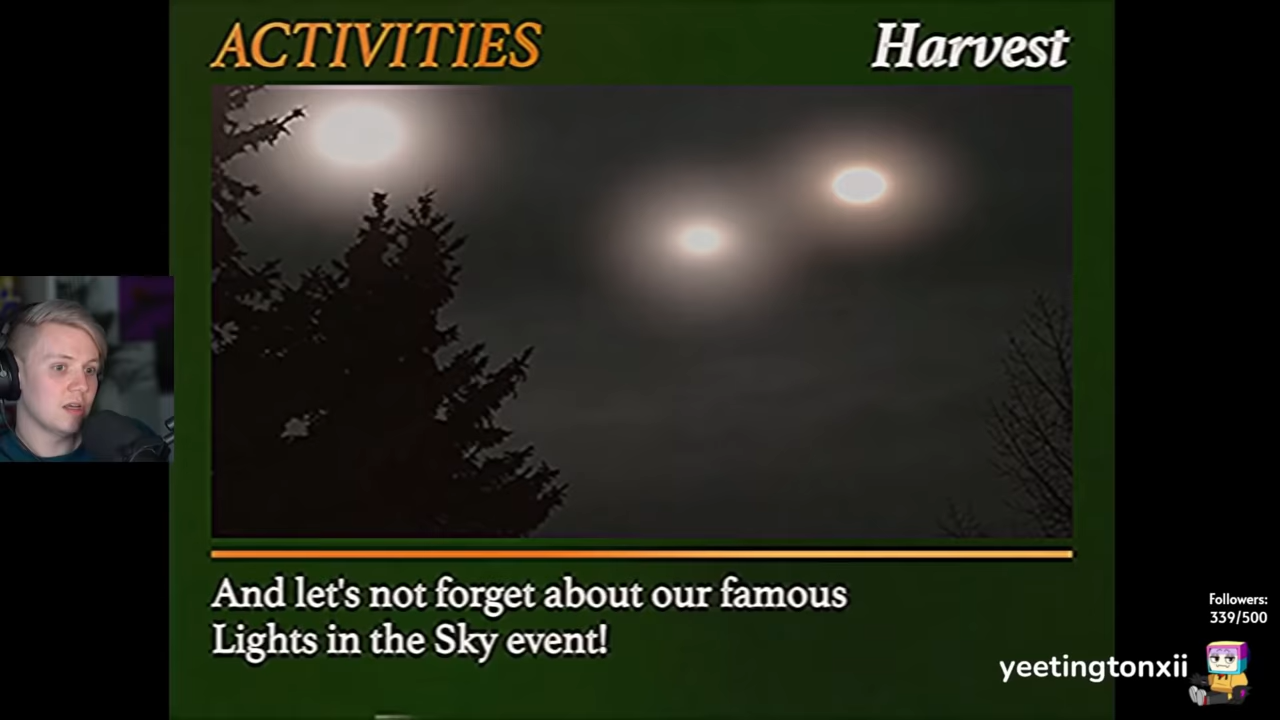 ACTIVITIES
Harvest
And let's not forget about our famous
Lights in the Sky event!
Followers:
339/500
yeetingtonxii